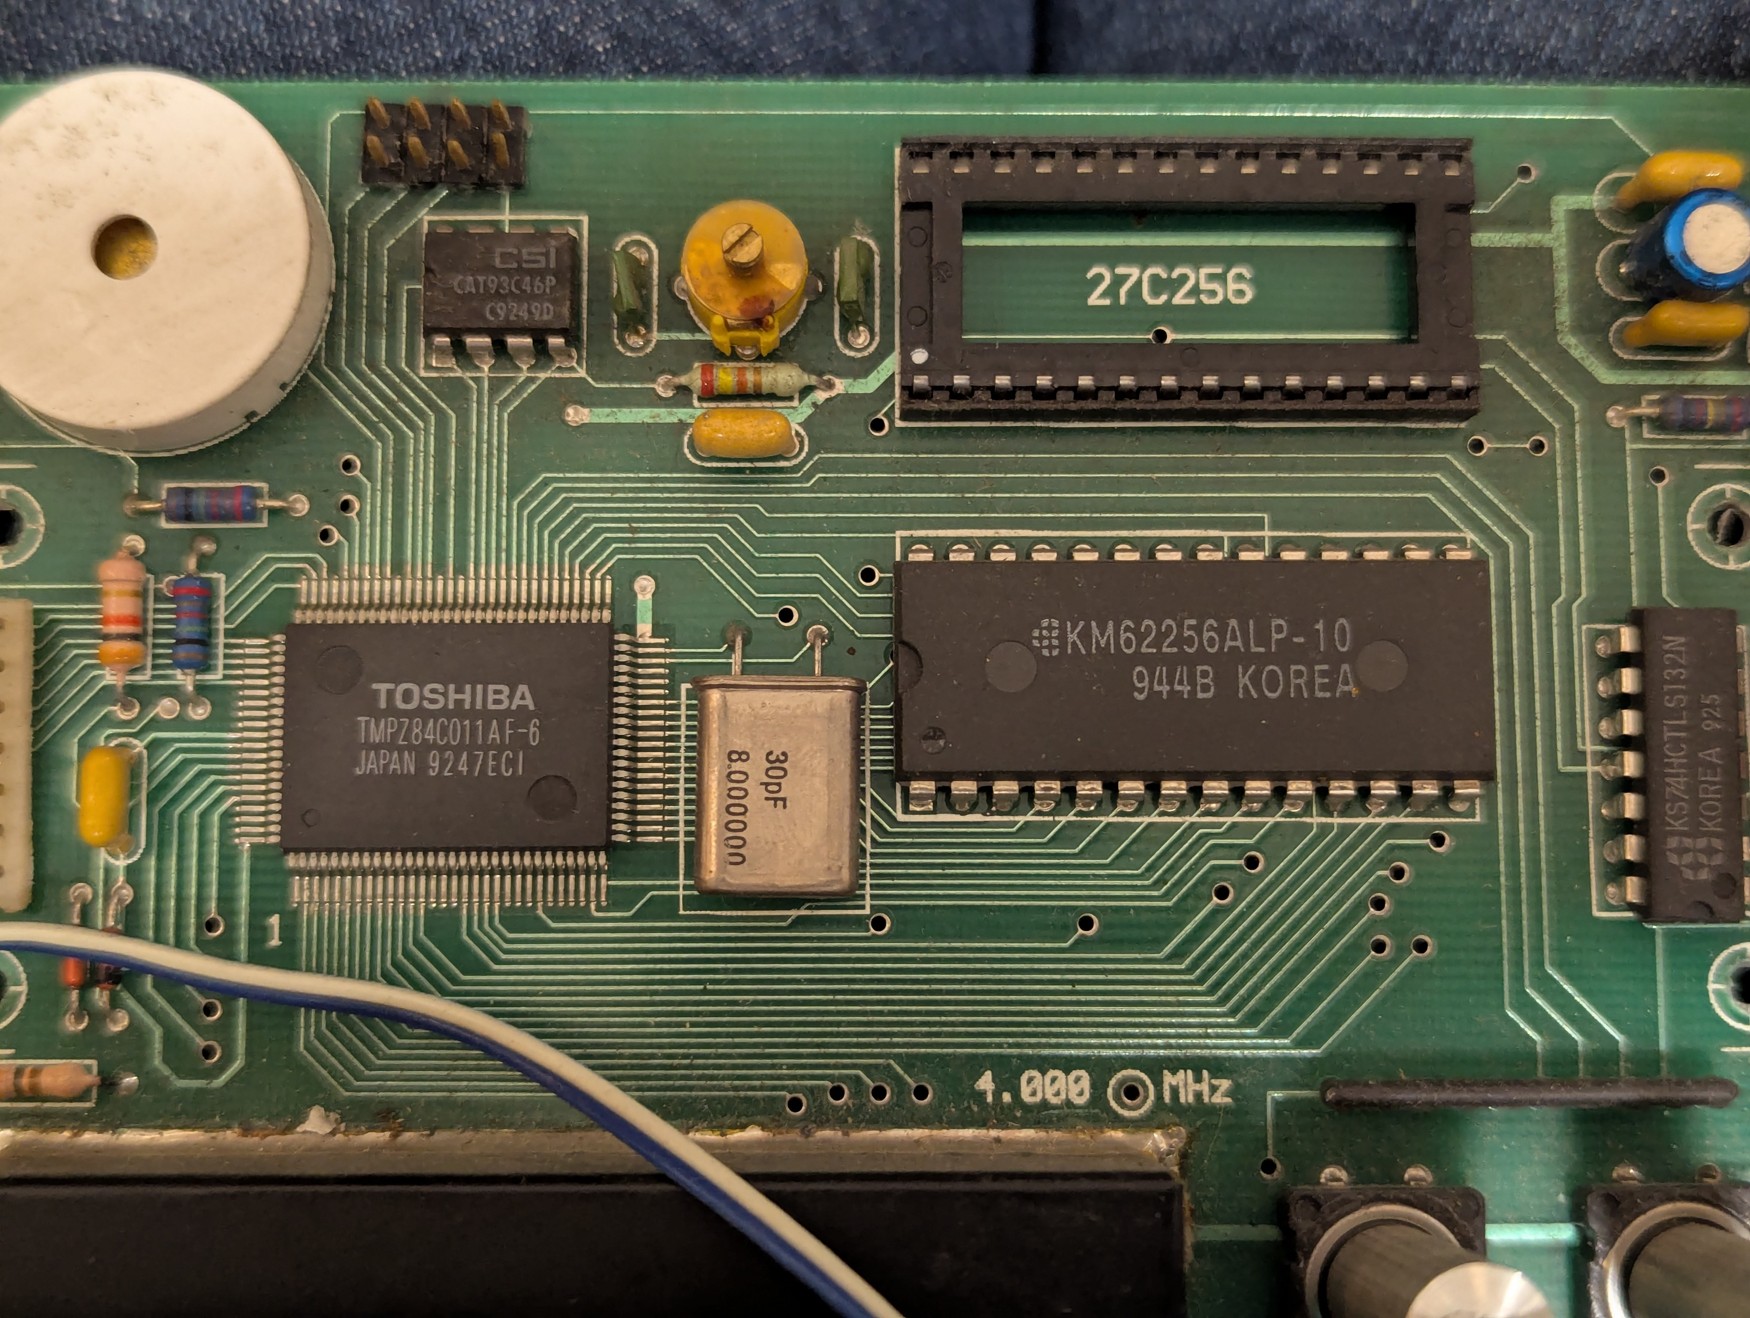 CSI
CAT93C46P
C9249D
27C256
KM62256ALP-10
944B KOREA
TOSHIBA
TMPZ84C011AF-6
JAPAN 9247ECI
30pF
8.000000
KS74HCTLS132N
KOREA 925
1
4.000 MHz